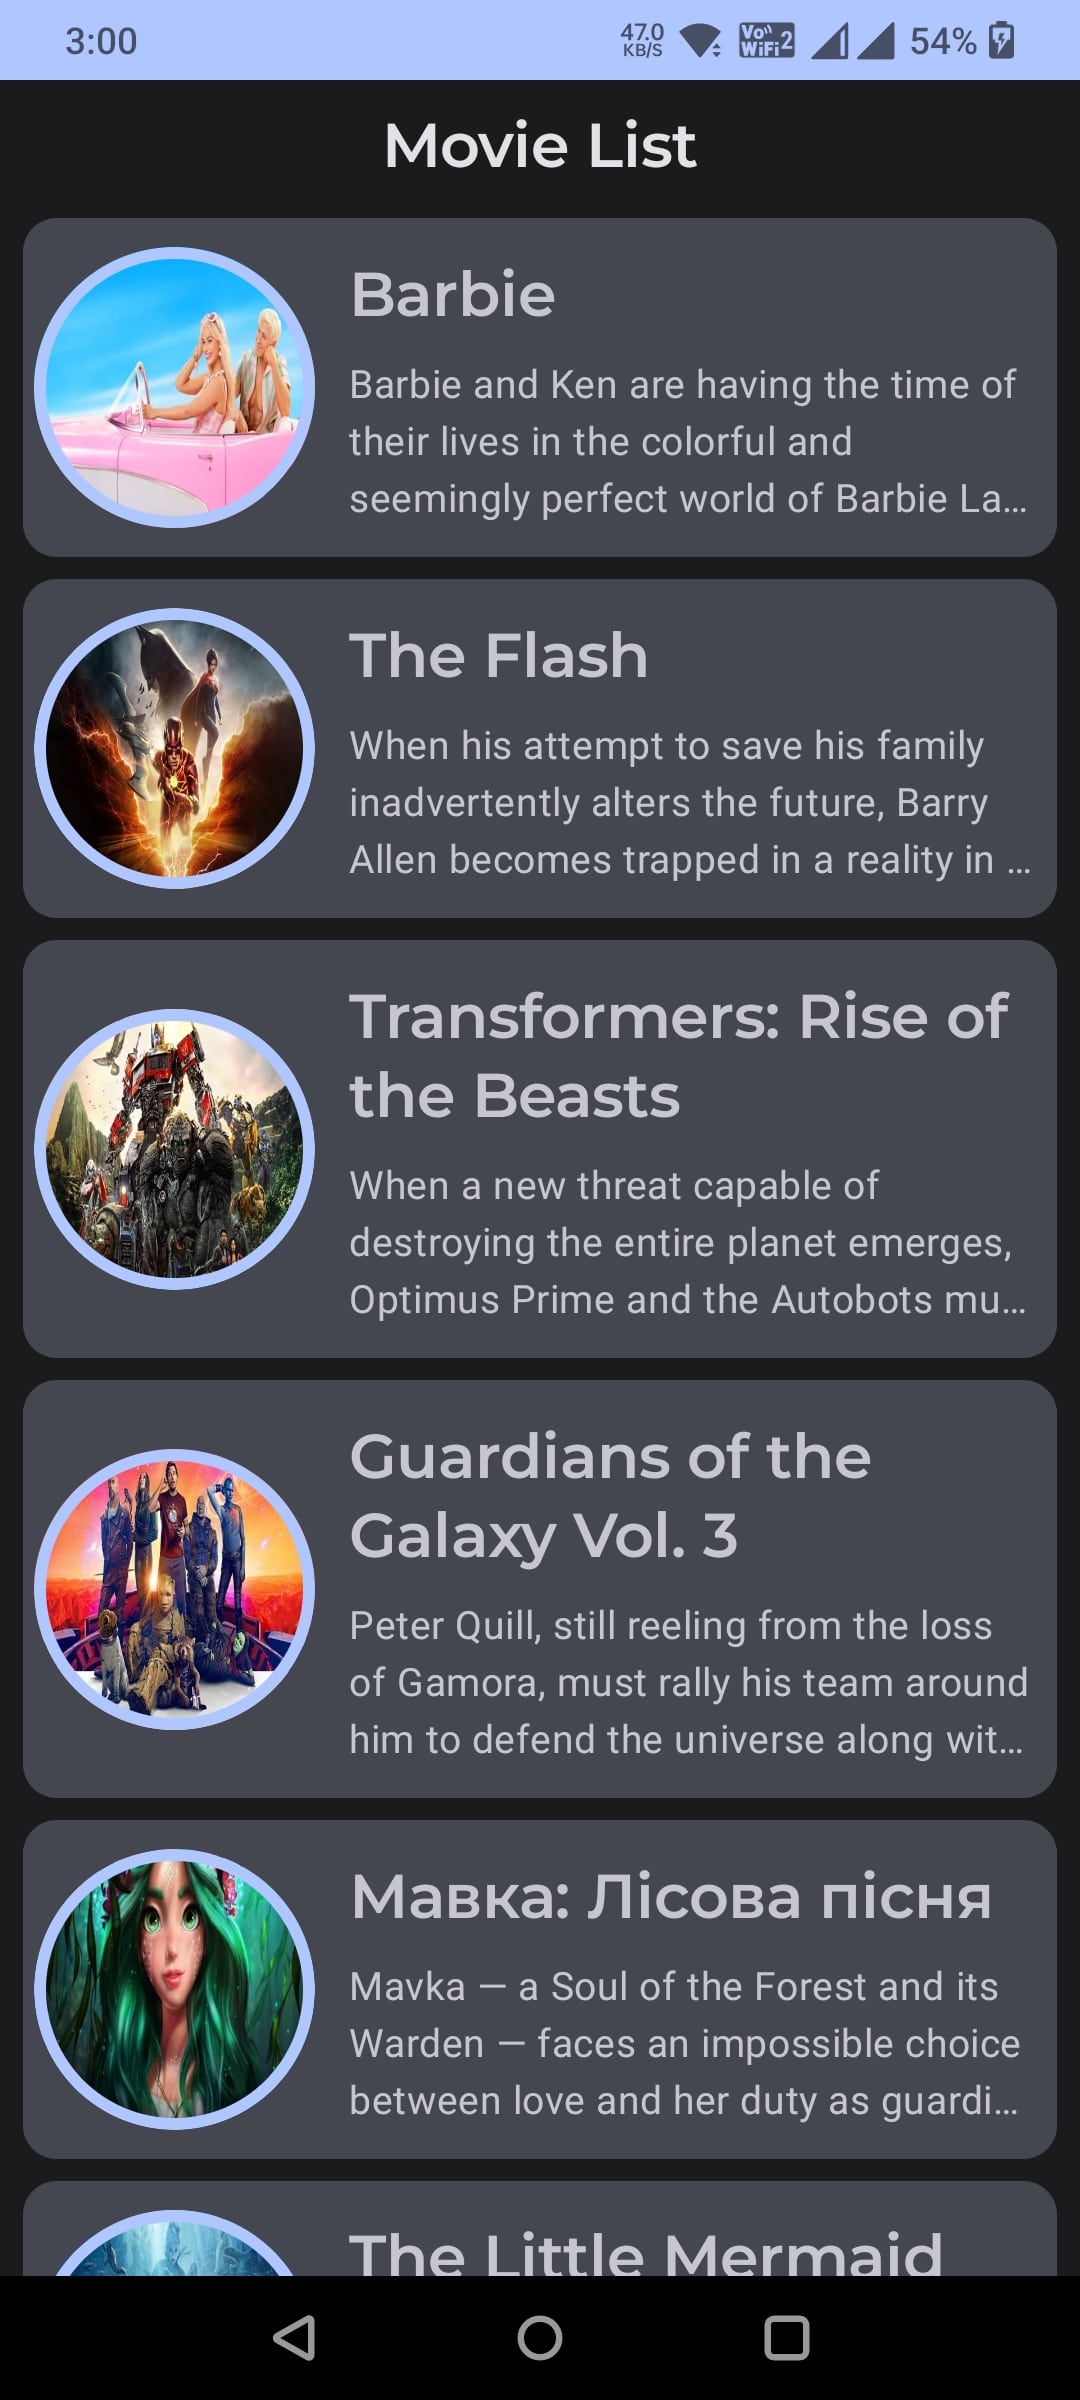 3:00
47.0
KB/S
Vo
WiFi 2
54%
Movie List
Barbie
Barbie and Ken are having the time of
their lives in the colorful and
seemingly perfect world of Barbie La…
The Flash
When his attempt to save his family
inadvertently alters the future, Barry
Allen becomes trapped in a reality in …
Transformers: Rise of
the Beasts
When a new threat capable of
destroying the entire planet emerges,
Optimus Prime and the Autobots mu…
Guardians of the
Galaxy Vol. 3
Peter Quill, still reeling from the loss
of Gamora, must rally his team around
him to defend the universe along wit…
Мавка: Лісова пісня
Mavka — a Soul of the Forest and its
Warden — faces an impossible choice
between love and her duty as guardi…
The Little Mermaid